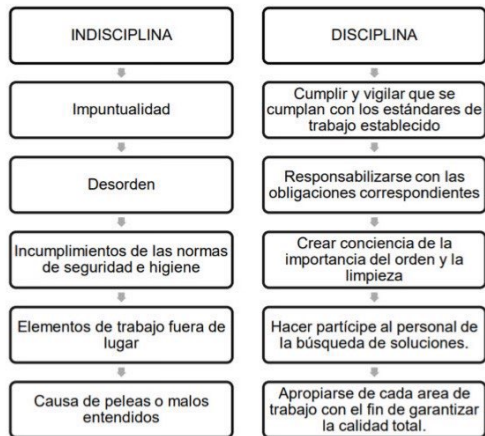 INDISCIPLINA
Impuntualidad
Desorden
Incumplimientos de las normas
de seguridad e higiene
Elementos de trabajo fuera de
lugar
Causa de peleas o malos
entendidos
DISCIPLINA
Cumplir y vigilar que se
cumplan con los estándares de
trabajo establecido
Responsabilizarse con las
obligaciones correspondientes
Crear conciencia de la
importancia del orden y la
limpieza
Hacer partícipe al personal de
la búsqueda de soluciones.
Apropiarse de cada area de
trabajo con el fin de garantizar
la calidad total.